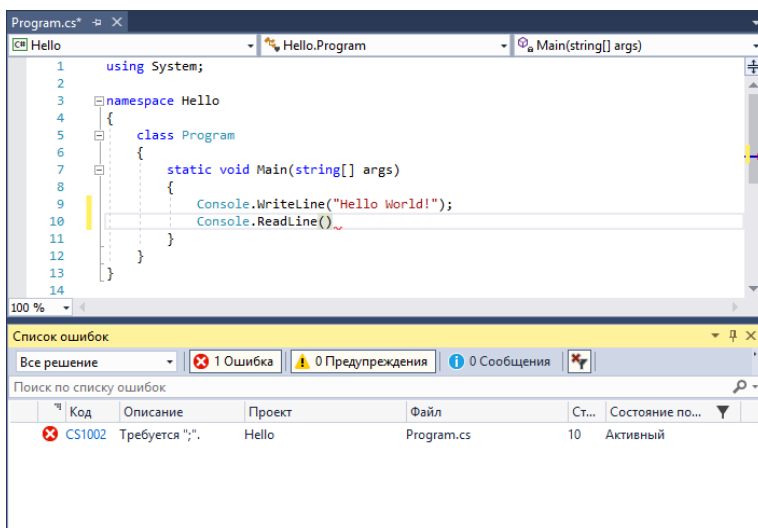 Program.cs*
C# Hello Hello.Program Main(string[] args)
1 using System;
2
3 namespace Hello
4 {
5 class Program
6 {
7 static void Main(string[] args)
8 {
9 Console.WriteLine("Hello World!");
10 Console.ReadLine()
11 }
12 }
13 }
14
100 %
Список ошибок
Все решение 1 Ошибка 0 Предупреждения 0 Сообщения
Поиск по списку ошибок
Код Описание Проект Файл Ст... Состояние по...
CS1002 Требуется ";". Hello Program.cs 10 Активный